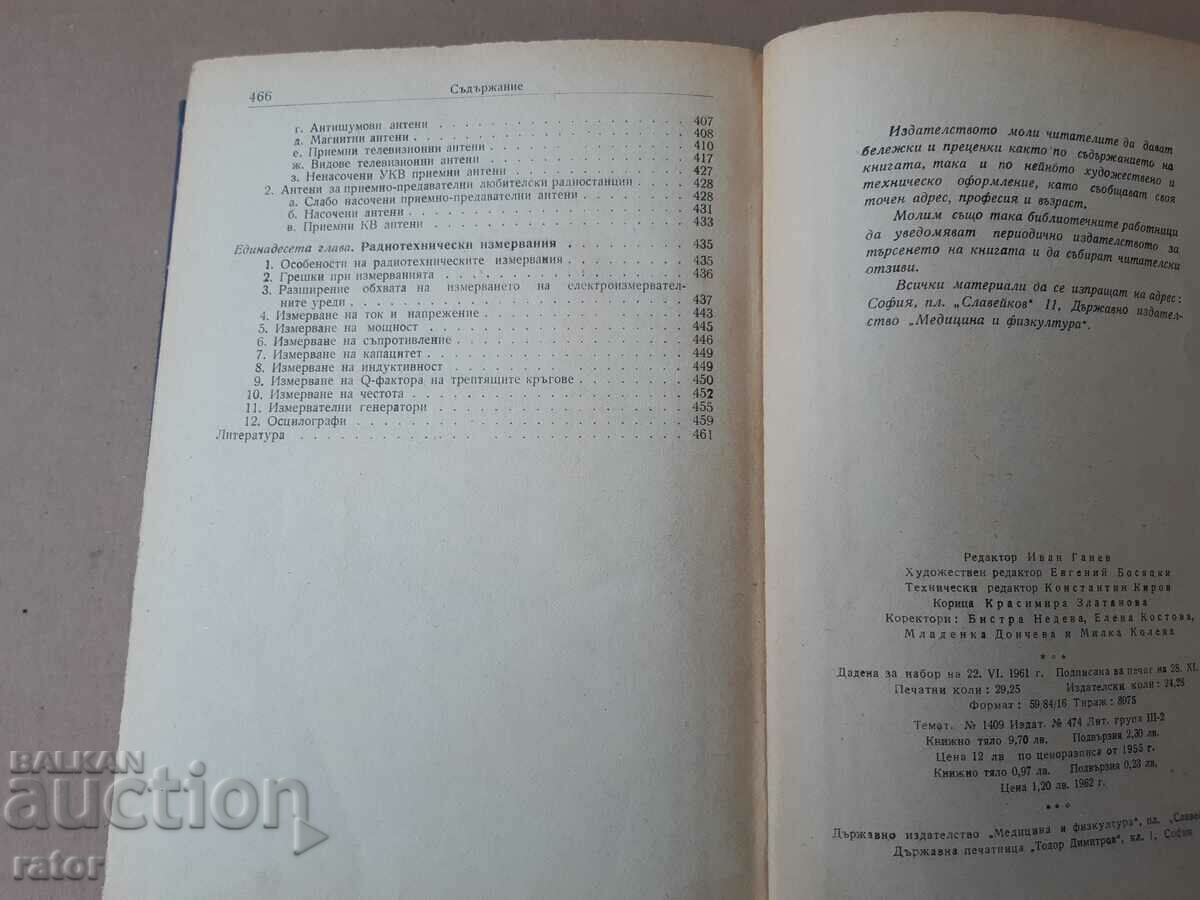 466 Съдържание
г. Антишумови антени 407
д. Магнитни антени 408
е. Приемни телевизионни антени 410
ж. Видове телевизионни антени 417
з. Ненасочени УКВ приемни антени 427
2. Антени за приемно-предавателни любителски радиостанции 428
а. Слабо насочени приемно-предавателни антени 428
б. Насочени антени 431
в. Приемни КВ антени 433
Единадесета глава. Радиотехнически измервания 435
1. Особености на радиотехническите измервания 435
2. Грешки при измерванията 436
3. Разширение обхвата на измерването на електроизмервател-
ните уреди 437
4. Измерване на ток и напрежение 443
5. Измерване на мощност 445
6. Измерване на съпротивление 446
7. Измерване на капацитет 449
8. Измерване на индуктивност 449
9. Измерване на Q-фактора на трептящите кръгове 450
10. Измерване на честота 452
11. Измервателни генератори 455
12. Осцилографи 459
Литература 461
Издателството моли читателите да дават
бележки и преценки както по съдържанието на
книгата, така и по нейното художествено и
техническо оформление, като съобщават своя
точен адрес, професия и възраст,
Молим също така библиотечните работници
да уведомяват периодично издателството за
търсенето на книгата и да събират читателски
отзиви.
Всички материали да се изпращат на адрес:
София, пл. „Славейков“ 11, Държавно издател-
ство „Медицина и физкултура“.
Редактор Иван Ганев
Художествен редактор Евгений Босяцки
Технически редактор Константин Киров
Корица Красимира Златанова
Коректори: Бистра Недева, Елена Костова,
Младенка Дончева и Милка Колева
Дадена за набор на 22. VI. 1961 г. Подписана за печат на 28. XI.
Печатни коли: 29,25 Издателски коли: 24,28
Формат: 59/84/16 Тираж: 8075
Темат. № 1409 Издат. № 474 Лит. група III-2
Книжно тяло 9,70 лв. Подвързия 2,30 лв.
Цена 12 лв по ценоразпис от 1955 г.
Книжно тяло 0,97 лв. Подвързия 0,23 лв.
Цена 1,20 лв. 1962 г.
Държавно издателство „Медицина и физкултура“, пл. „Славе
Държавна печатница „Тодор Димитров“, кл. 1, София
BALKAN
auction
rator